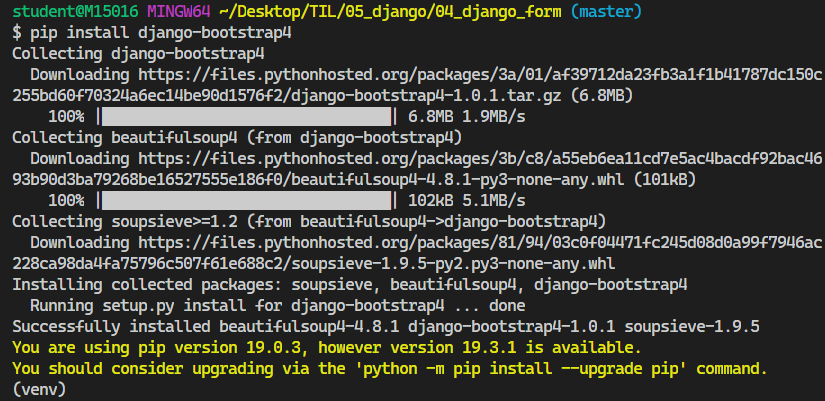 student@M15016 MINGW64 ~/Desktop/TIL/05_django/04_django_form (master)
$ pip install django-bootstrap4
Collecting django-bootstrap4
  Downloading https://files.pythonhosted.org/packages/3a/01/af39712da23fb3a1f1b41787dc150c
255bd60f70324a6ec14be90d1576f2/django-bootstrap4-1.0.1.tar.gz (6.8MB)
    100% |████████████████████████████████| 6.8MB 1.9MB/s
Collecting beautifulsoup4 (from django-bootstrap4)
  Downloading https://files.pythonhosted.org/packages/3b/c8/a55eb6ea11cd7e5ac4bacdf92bac46
93b90d3ba79268be16527555e186f0/beautifulsoup4-4.8.1-py3-none-any.whl (101kB)
    100% |████████████████████████████████| 102kB 5.1MB/s
Collecting soupsieve>=1.2 (from beautifulsoup4->django-bootstrap4)
  Downloading https://files.pythonhosted.org/packages/81/94/03c0f04471fc245d08d0a99f7946ac
228ca98da4fa75796c507f61e688c2/soupsieve-1.9.5-py2.py3-none-any.whl
Installing collected packages: soupsieve, beautifulsoup4, django-bootstrap4
  Running setup.py install for django-bootstrap4 ... done
Successfully installed beautifulsoup4-4.8.1 django-bootstrap4-1.0.1 soupsieve-1.9.5
You are using pip version 19.0.3, however version 19.3.1 is available.
You should consider upgrading via the 'python -m pip install --upgrade pip' command.
(venv)